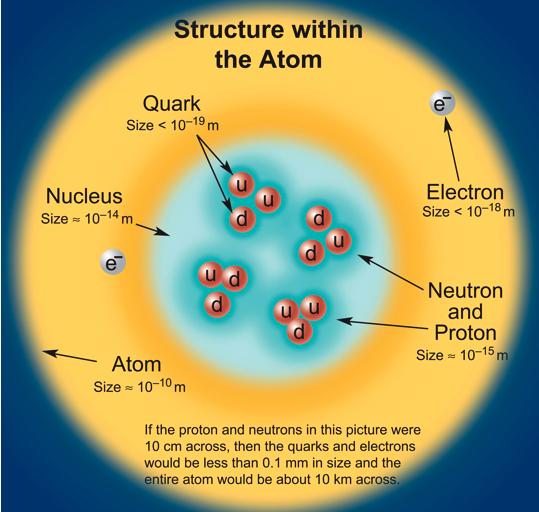 Structure within
the Atom
Quark
Size < 10⁻¹⁹ m
e⁻
Electron
Size < 10⁻¹⁸ m
Nucleus
Size ≈ 10⁻¹⁴ m
u
u
d
d
u
d
e⁻
u
d
d
u
u
d
Neutron
and
Proton
Size ≈ 10⁻¹⁵ m
Atom
Size ≈ 10⁻¹⁰ m
If the proton and neutrons in this picture were
10 cm across, then the quarks and electrons
would be less than 0.1 mm in size and the
entire atom would be about 10 km across.